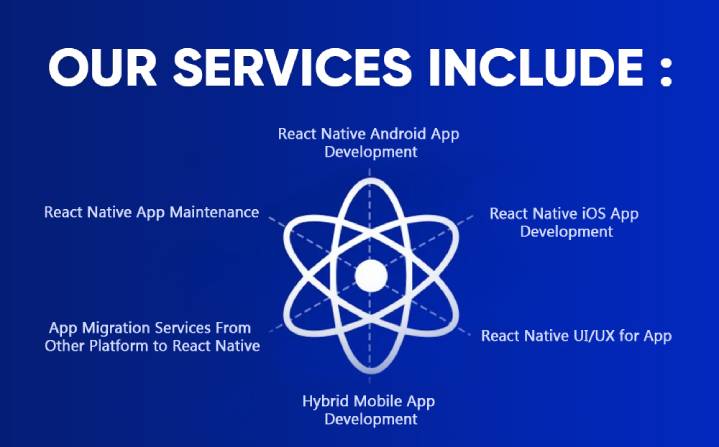 OUR SERVICES INCLUDE :
React Native Android App
Development
React Native App Maintenance
React Native iOS App
Development
App Migration Services From
Other Platform to React Native
React Native UI/UX for App
Hybrid Mobile App
Development